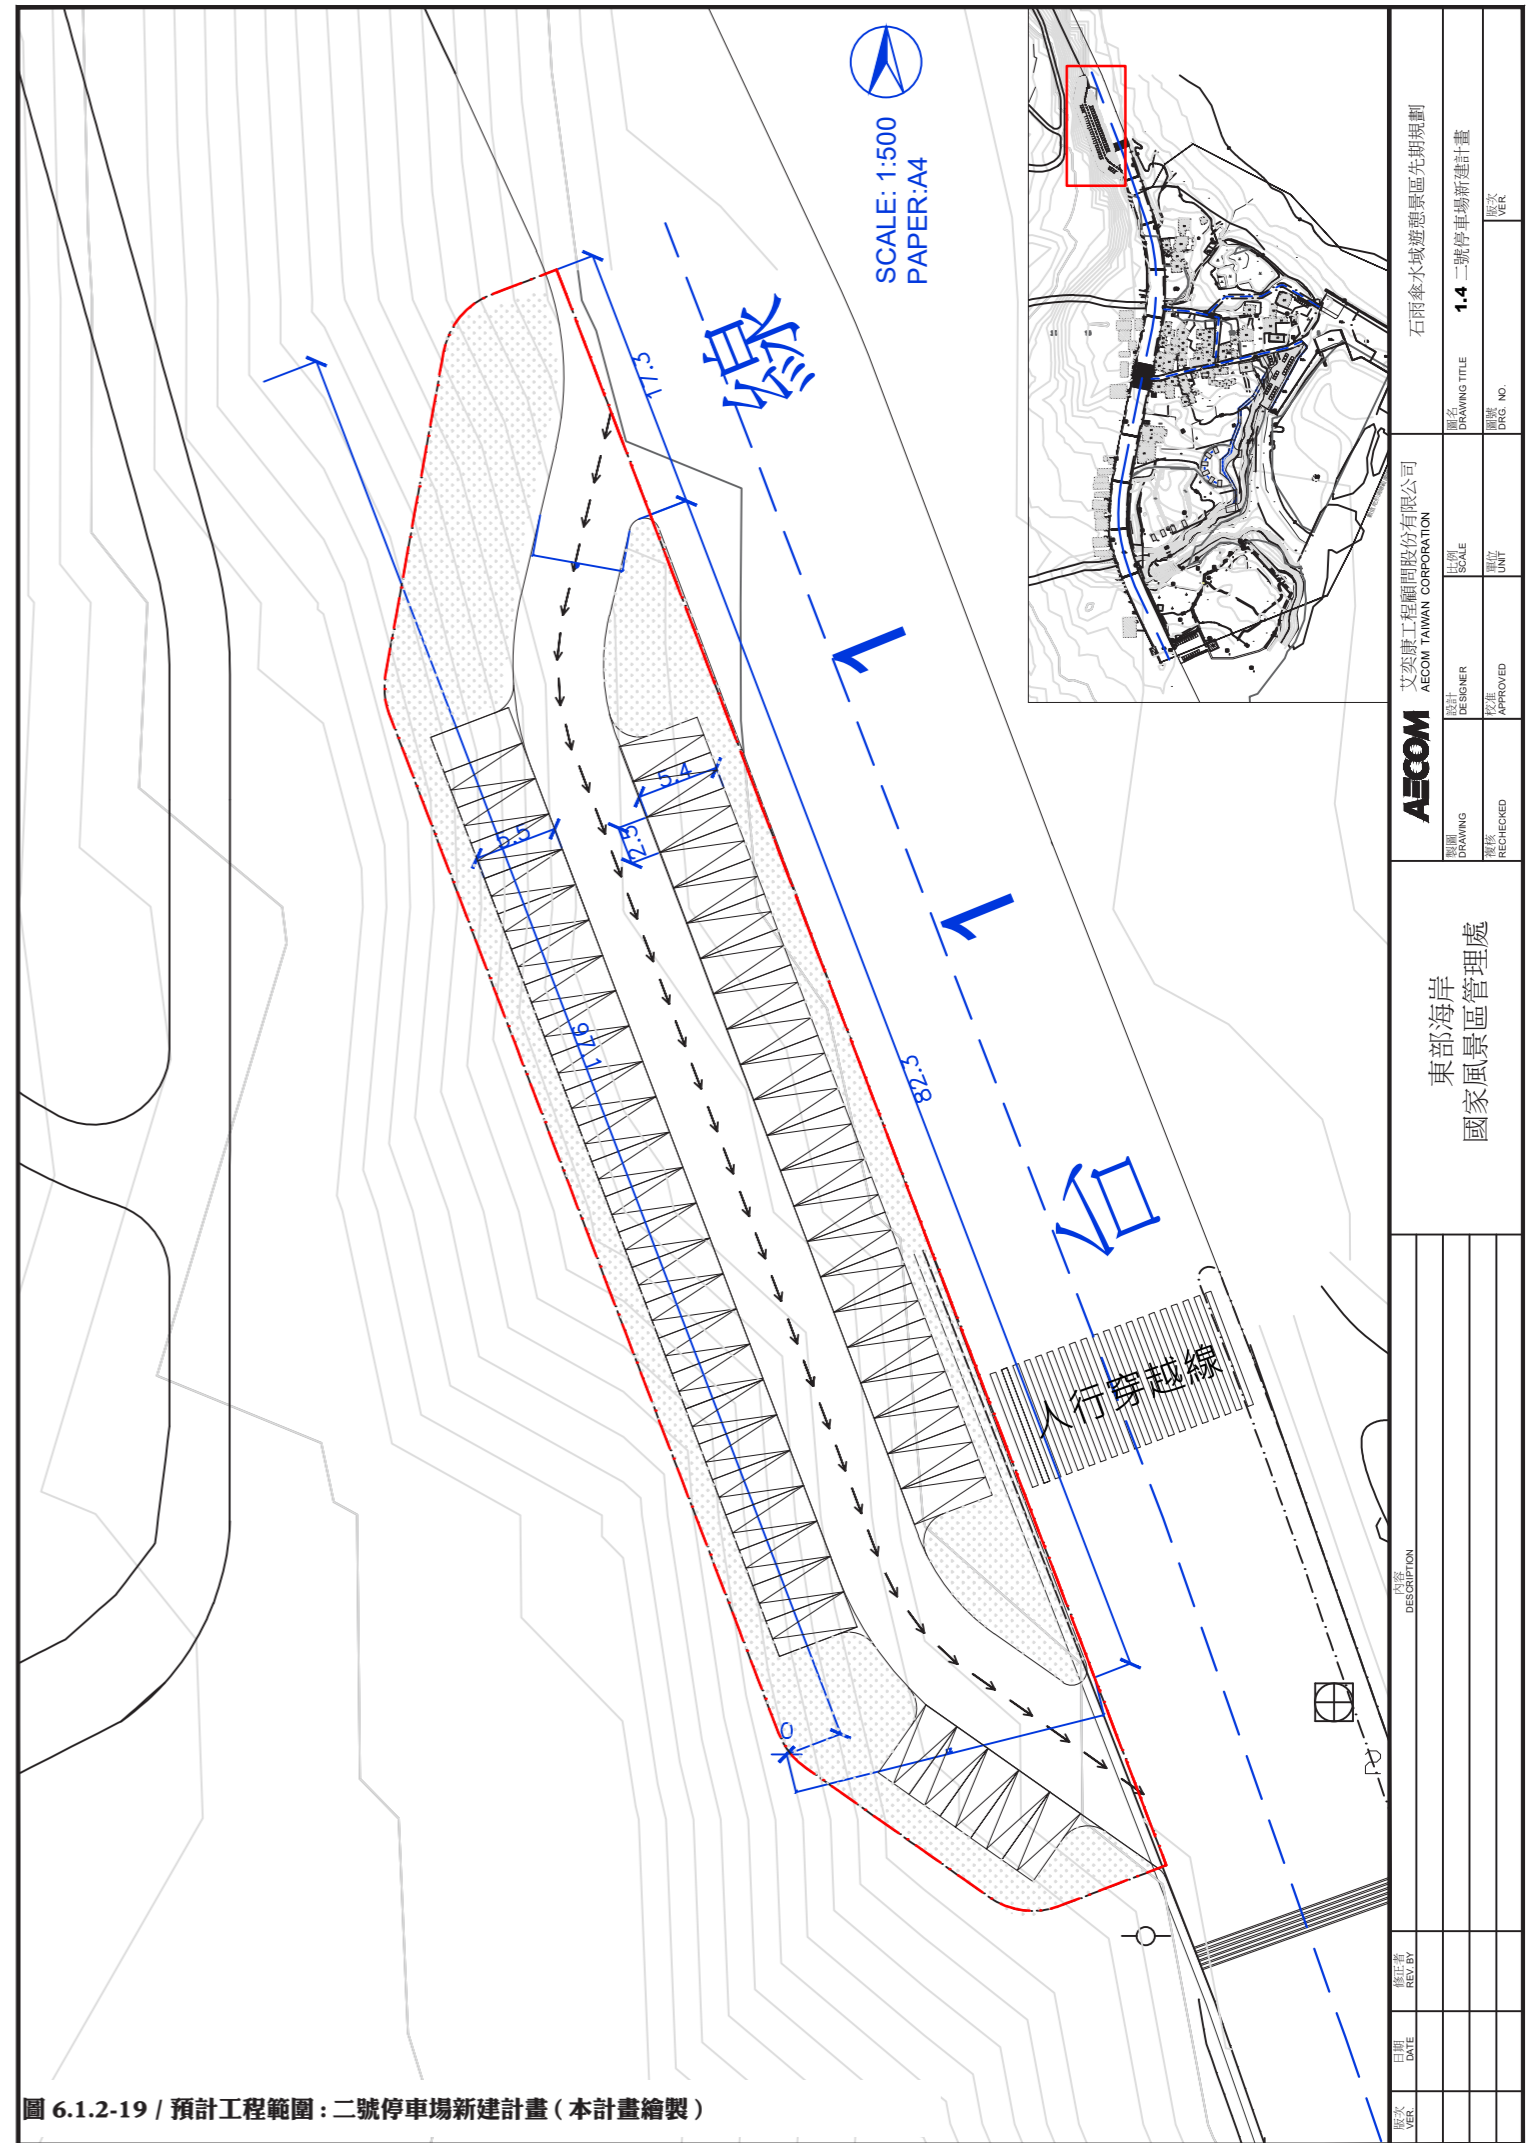 SCALE: 1:500
PAPER:A4
台
1
1
線
17.3
5.4
5.5
2.5
82.3
0
人行穿越線
石雨傘水域遊憩景區先期規劃
圖名
DRAWING TITLE
1.4 二號停車場新建計畫
圖號
DRG. NO.
版次
VER.
艾奕康工程顧問股份有限公司
AECOM TAIWAN CORPORATION
AECOM
比例
SCALE
單位
UNIT
設計
DESIGNER
校准
APPROVED
製圖
DRAWING
複核
RECHECKED
東部海岸
國家風景區管理處
內容
DESCRIPTION
修正者
REV. BY
日期
DATE
版次
VER.
圖 6.1.2-19 / 預計工程範圍 : 二號停車場新建計畫 ( 本計畫繪製 )